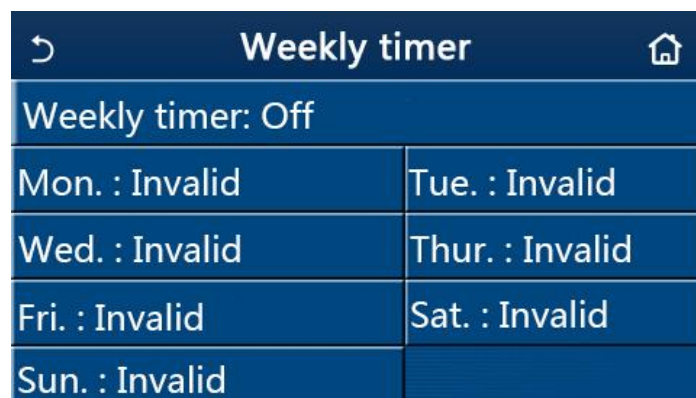 Weekly timer
Weekly timer: Off
Mon. : Invalid
Tue. : Invalid
Wed. : Invalid
Thur. : Invalid
Fri. : Invalid
Sat. : Invalid
Sun. : Invalid